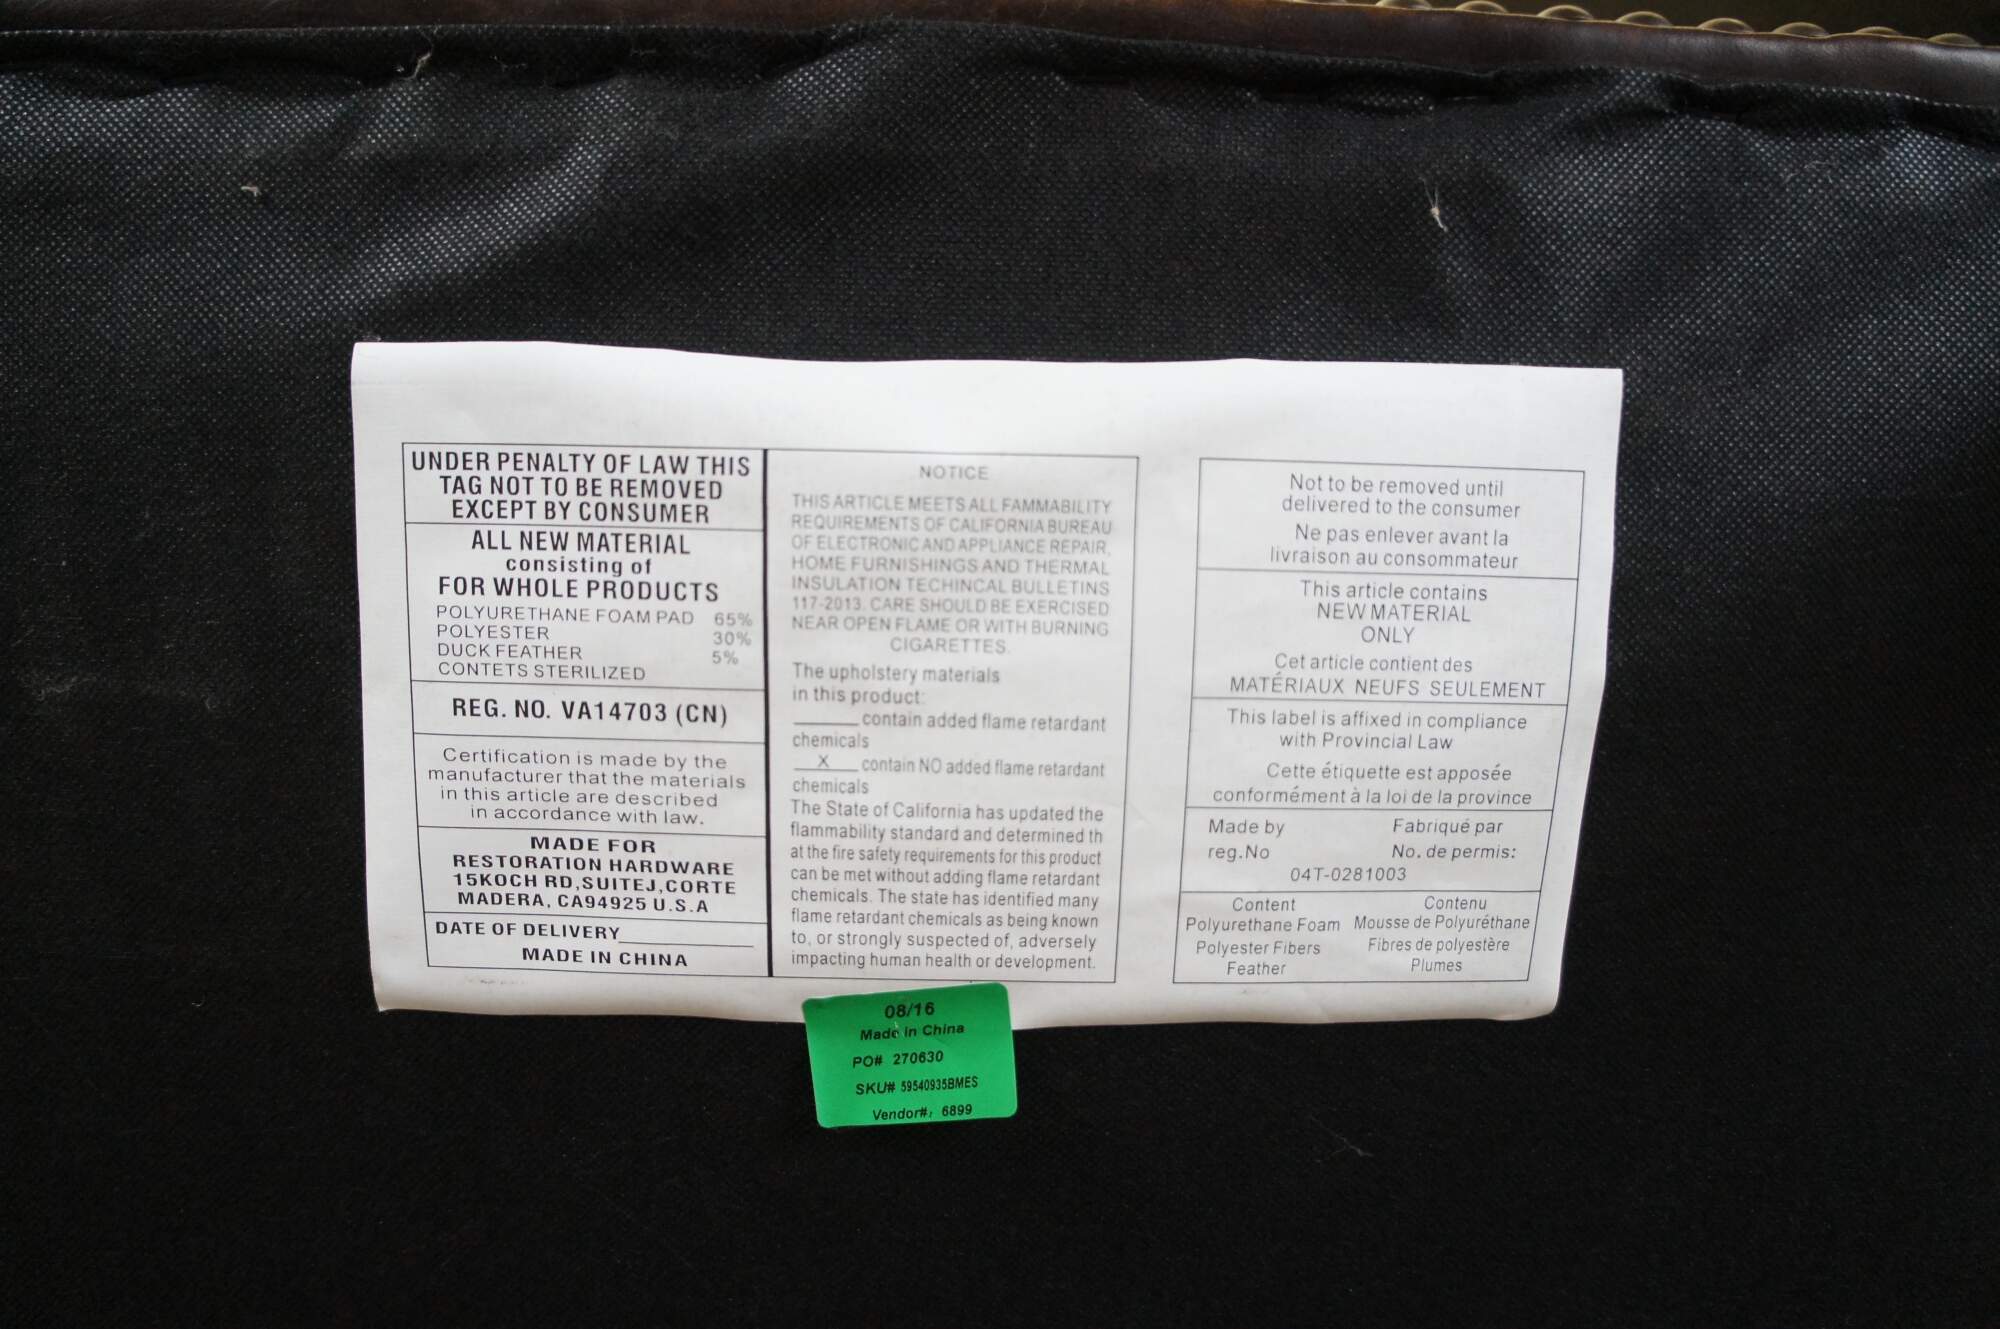 UNDER PENALTY OF LAW THIS
TAG NOT TO BE REMOVED
EXCEPT BY CONSUMER
ALL NEW MATERIAL
consisting of
FOR WHOLE PRODUCTS
POLYURETHANE FOAM PAD 65%
POLYESTER 30%
DUCK FEATHER 5%
CONTETS STERILIZED
REG. NO. VA14703 (CN)
Certification is made by the
manufacturer that the materials
in this article are described
in accordance with law.
MADE FOR
RESTORATION HARDWARE
15KOCH RD,SUITEJ,CORTE
MADERA, CA94925 U.S.A
DATE OF DELIVERY
MADE IN CHINA
NOTICE
THIS ARTICLE MEETS ALL FAMMABILITY
REQUIREMENTS OF CALIFORNIA BUREAU
OF ELECTRONIC AND APPLIANCE REPAIR,
HOME FURNISHINGS AND THERMAL
INSULATION TECHINCAL BULLETINS
117-2013. CARE SHOULD BE EXERCISED
NEAR OPEN FLAME OR WITH BURNING
CIGARETTES.
The upholstery materials
in this product:
______ contain added flame retardant
chemicals
__X__ contain NO added flame retardant
chemicals
The State of California has updated the
flammability standard and determined th
at the fire safety requirements for this product
can be met without adding flame retardant
chemicals. The state has identified many
flame retardant chemicals as being known
to, or strongly suspected of, adversely
impacting human health or development.
Not to be removed until
delivered to the consumer
Ne pas enlever avant la
livraison au consommateur
This article contains
NEW MATERIAL
ONLY
Cet article contient des
MATÉRIAUX NEUFS SEULEMENT
This label is affixed in compliance
with Provincial Law
Cette étiquette est apposée
conformément à la loi de la province
Made by Fabriqué par
reg.No No. de permis:
04T-0281003
Content Contenu
Polyurethane Foam Mousse de Polyuréthane
Polyester Fibers Fibres de polyestère
Feather Plumes
08/16
Made in China
PO# 270630
SKU# 59540935BMES
Vendor#: 6899